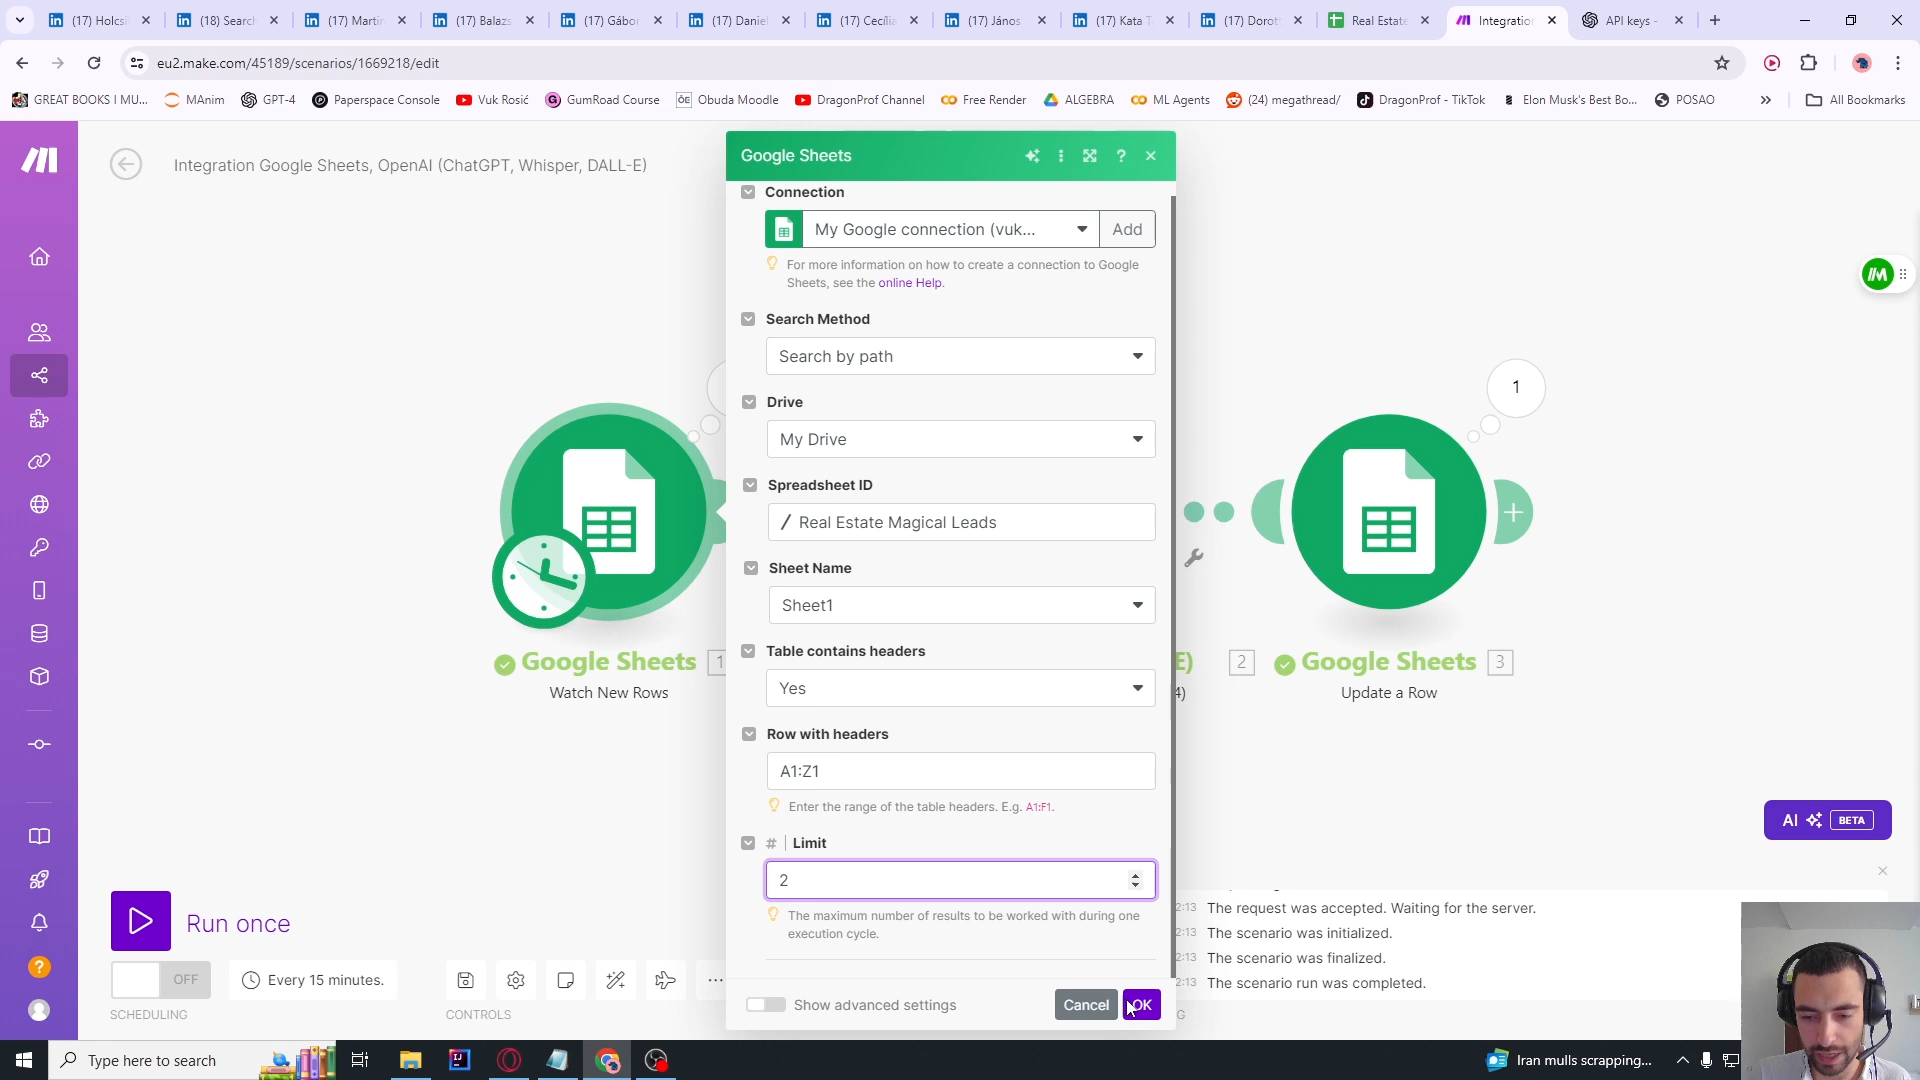 (17) Holcsi
(18) Search
(17) Martin
(17) Balazs
(17) Gábor
(17) Daniel
(17) Cecília
(17) János
(17) Kata T
(17) Dorott
Real Estate
Integration
API keys -
eu2.make.com/45189/scenarios/1669218/edit
GREAT BOOKS I MU...
MAnim
GPT-4
Paperspace Console
Vuk Rosić
GumRoad Course
Obuda Moodle
DragonProf Channel
Free Render
ALGEBRA
ML Agents
(24) megathread/
DragonProf - TikTok
Elon Musk's Best Bo...
POSAO
All Bookmarks
Integration Google Sheets, OpenAI (ChatGPT, Whisper, DALL-E)
Google Sheets
Connection
My Google connection (vuk...
Add
For more information on how to create a connection to Google
Sheets, see the online Help.
Search Method
Search by path
Drive
My Drive
Spreadsheet ID
/ Real Estate Magical Leads
Sheet Name
Sheet1
Table contains headers
Yes
Row with headers
A1:Z1
Enter the range of the table headers. E.g. A1:F1.
# Limit
2
The maximum number of results to be worked with during one
execution cycle.
Show advanced settings
Cancel
OK
Google Sheets 1
Watch New Rows
E) 2
4)
1
Google Sheets 3
Update a Row
AI BETA
2:13 The request was accepted. Waiting for the server.
2:13 The scenario was initialized.
2:13 The scenario was finalized.
2:13 The scenario run was completed.
Run once
OFF
Every 15 minutes.
SCHEDULING
CONTROLS
G
Type here to search
Iran mulls scrapping...